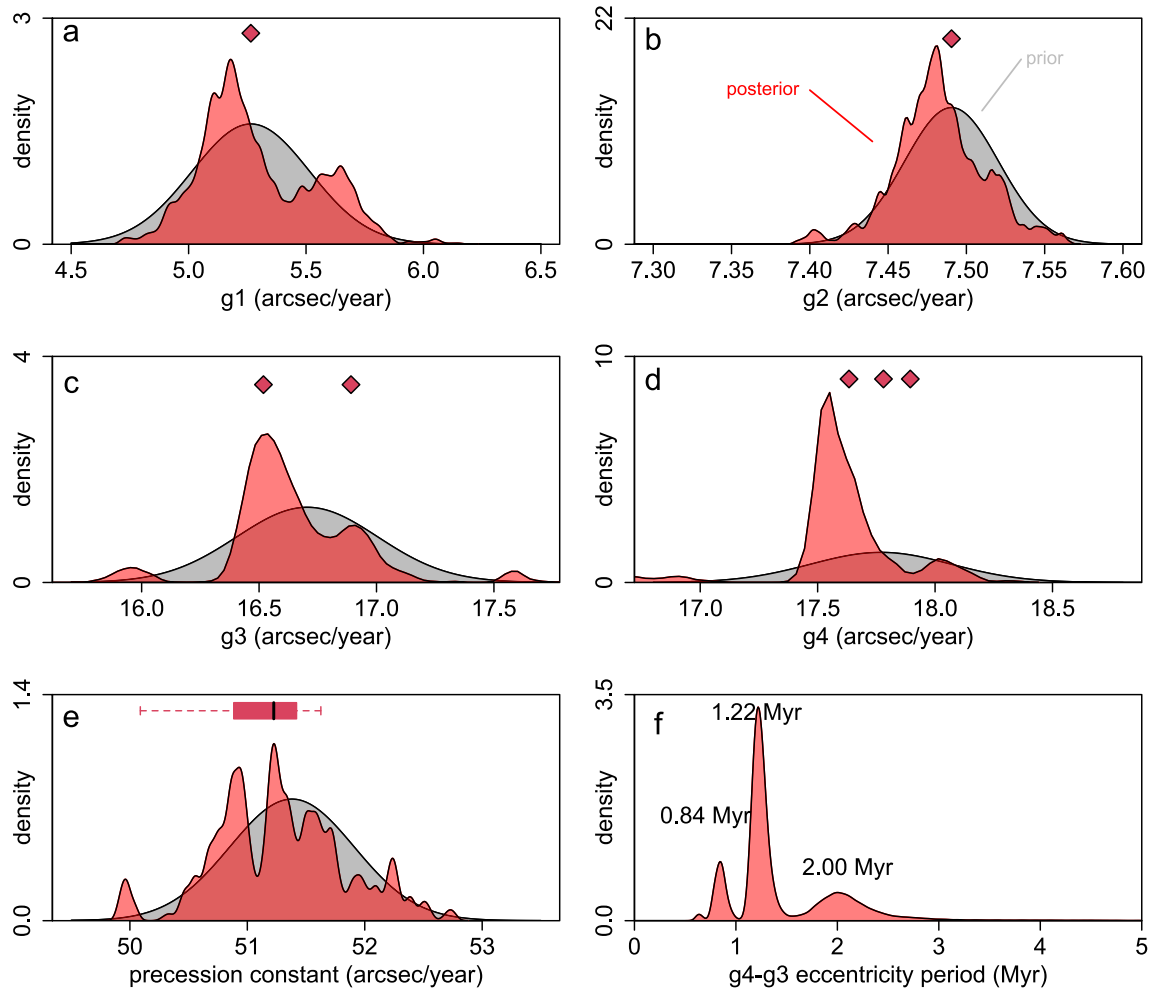 a
3
0
density
4.5 5.0 5.5 6.0 6.5
g1 (arcsec/year)
b
22
0
density
prior
posterior
7.30 7.35 7.40 7.45 7.50 7.55 7.60
g2 (arcsec/year)
c
4
0
density
16.0 16.5 17.0 17.5
g3 (arcsec/year)
d
10
0
density
17.0 17.5 18.0 18.5
g4 (arcsec/year)
e
1.4
0.0
density
50 51 52 53
precession constant (arcsec/year)
f
3.5
0.0
density
1.22 Myr
0.84 Myr
2.00 Myr
0 1 2 3 4 5
g4-g3 eccentricity period (Myr)